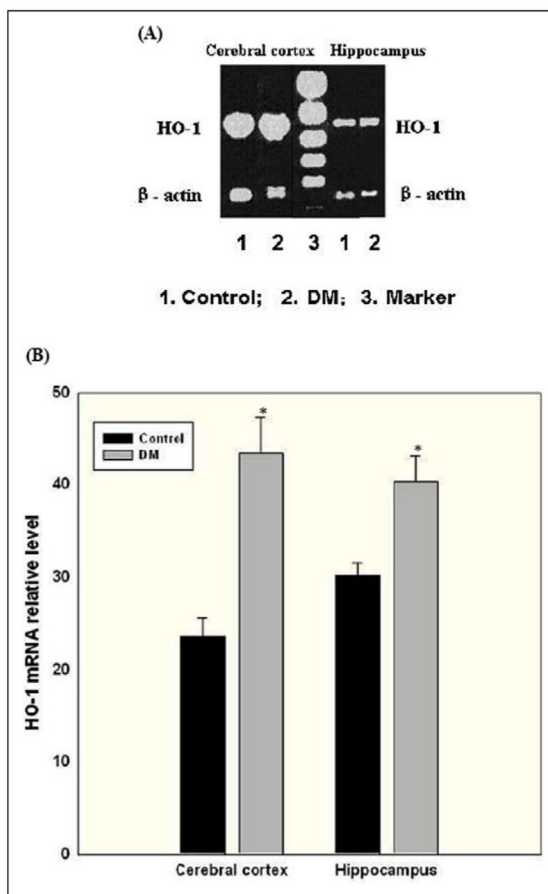 (A)
Cerebral cortex Hippocampus
HO-1 HO-1
β - actin β - actin
1 2 3 1 2
1. Control; 2. DM; 3. Marker
(B)
50
40
30
20
10
0
HO-1 mRNA relative level
Control
DM
*
*
Cerebral cortex Hippocampus